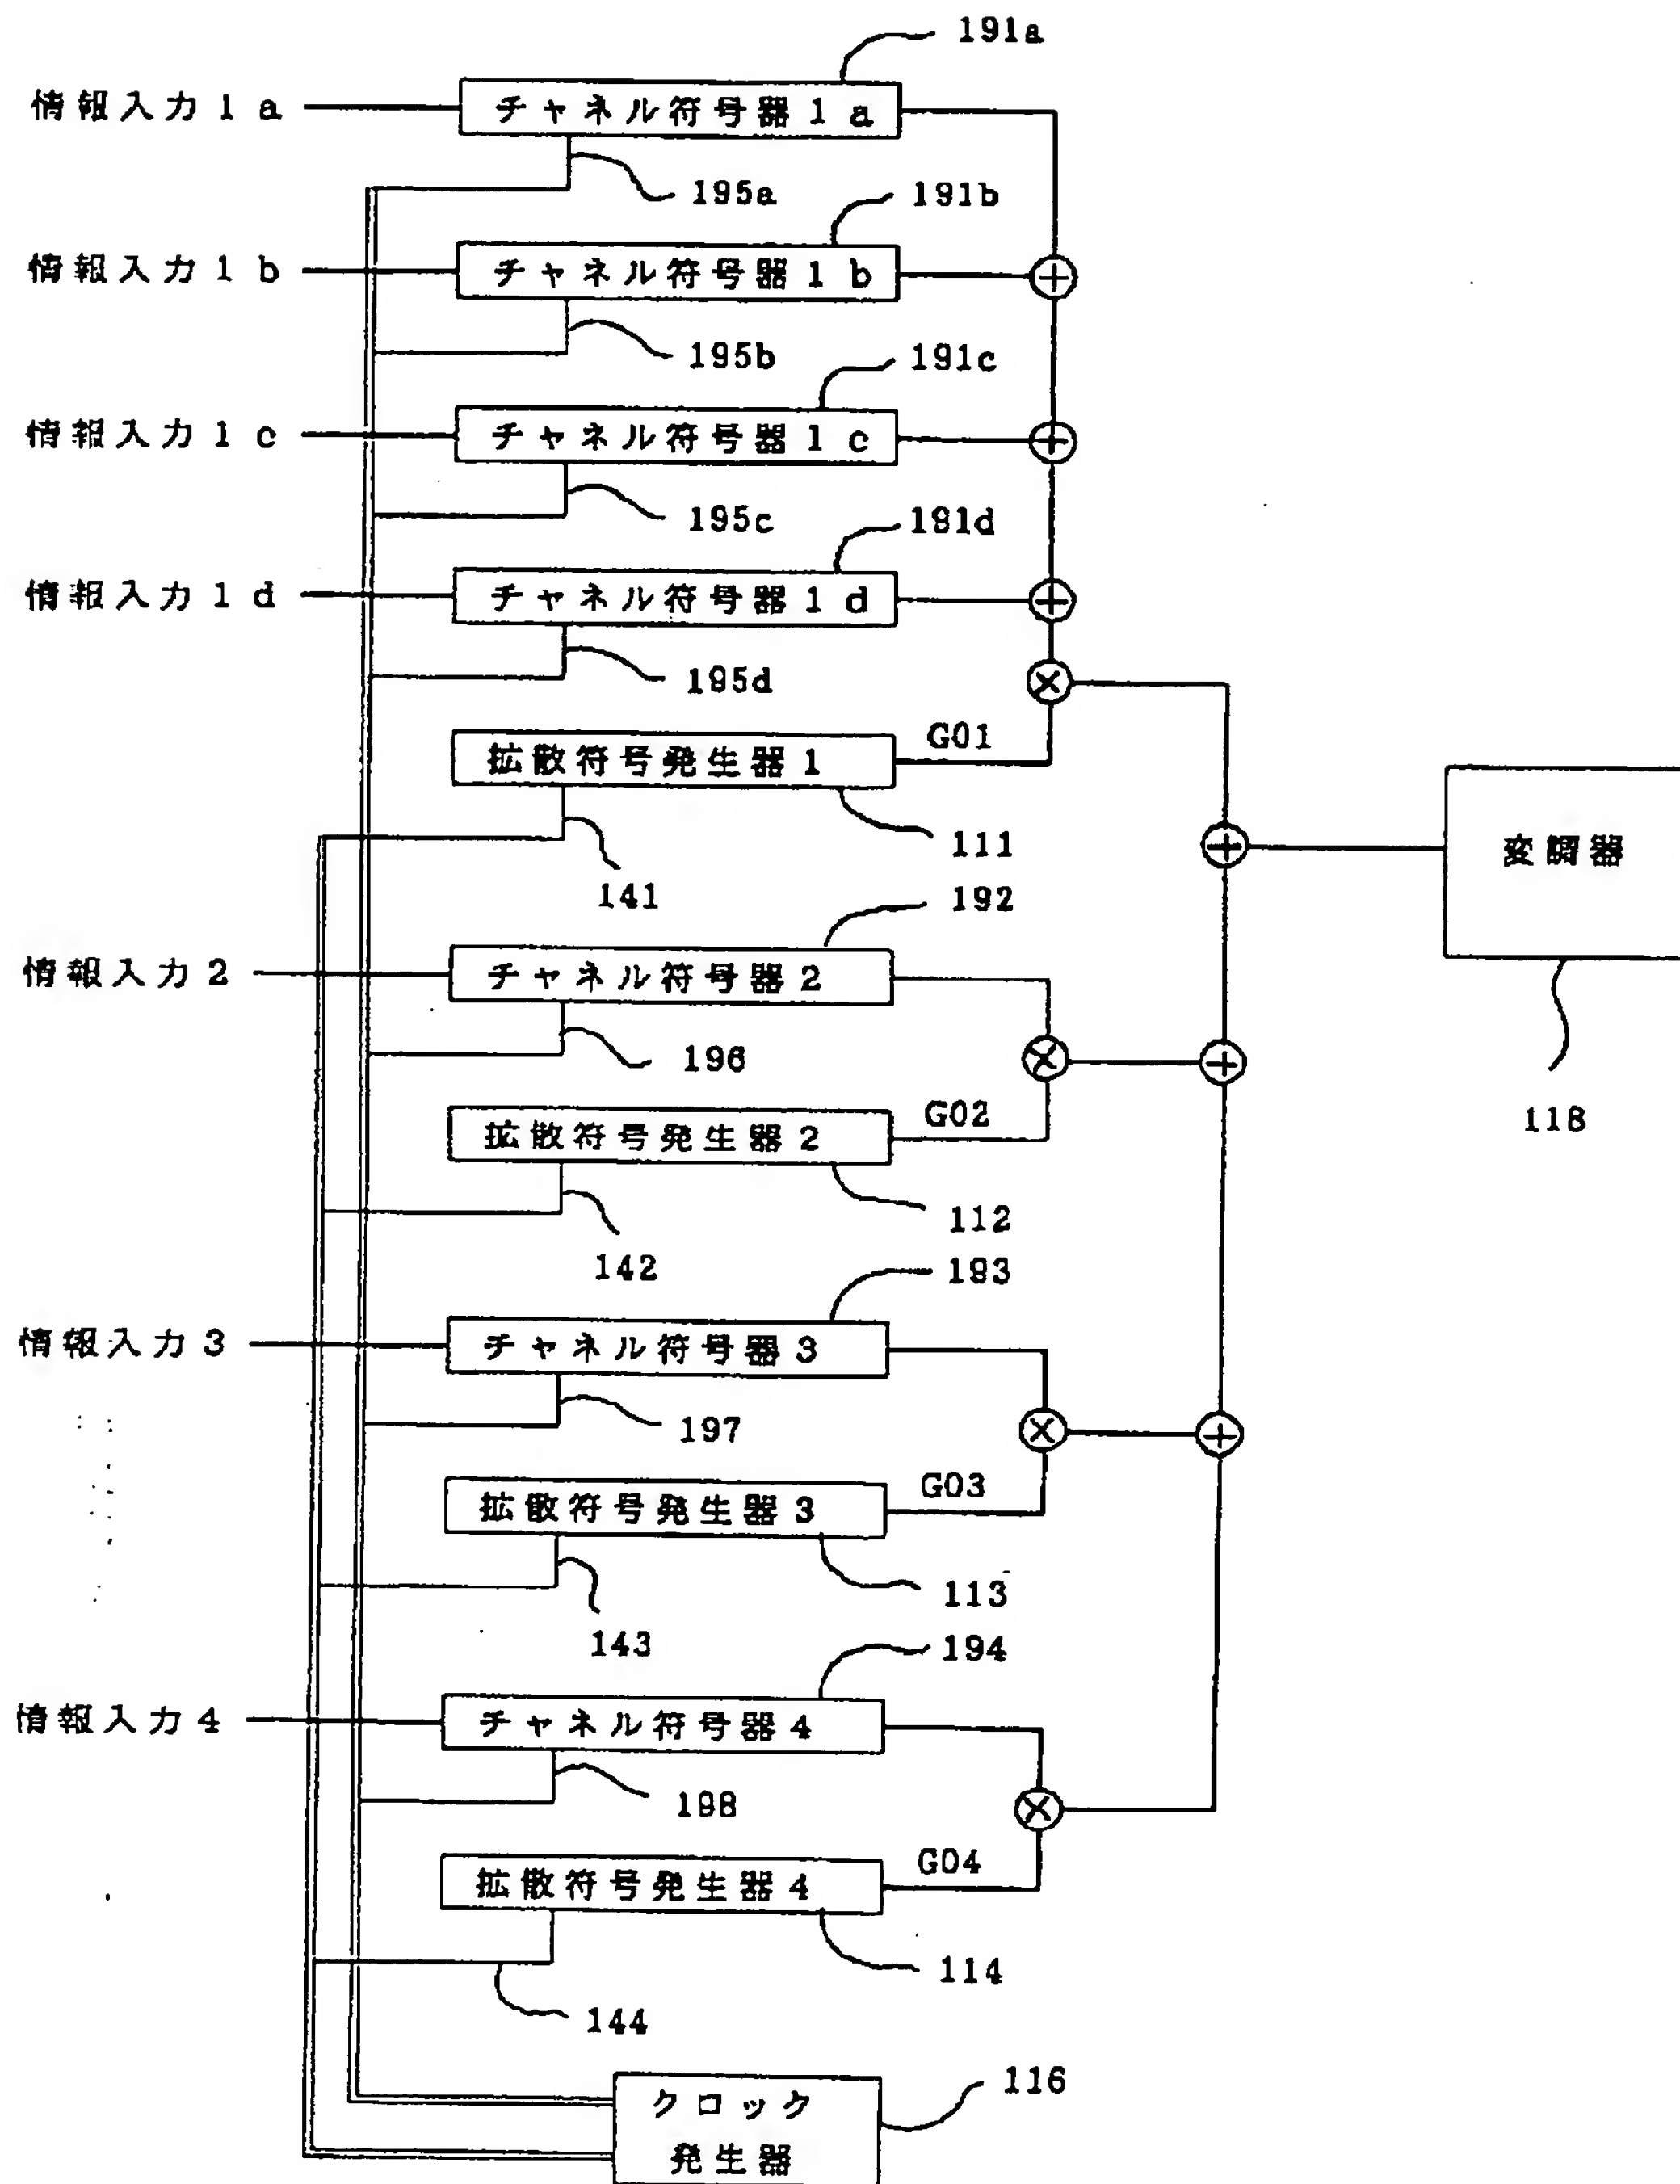 191a
情報入力1a
チャネル符号器1a
195a
191b
情報入力1b
チャネル符号器1b
195b
191c
情報入力1c
チャネル符号器1c
195c
191d
情報入力1d
チャネル符号器1d
195d
G01
拡散符号発生器1
111
変調器
141
192
情報入力2
チャネル符号器2
196
118
G02
拡散符号発生器2
112
142
193
情報入力3
チャネル符号器3
197
G03
拡散符号発生器3
113
143
194
情報入力4
チャネル符号器4
198
G04
拡散符号発生器4
114
144
116
クロック
発生器